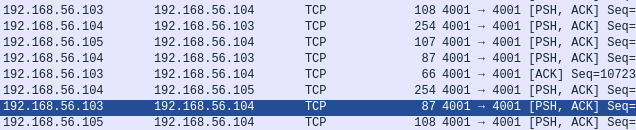 192.168.56.103 192.168.56.104 TCP 108 4001 → 4001 [PSH, ACK] Seq=
192.168.56.104 192.168.56.103 TCP 254 4001 → 4001 [PSH, ACK] Seq=
192.168.56.105 192.168.56.104 TCP 107 4001 → 4001 [PSH, ACK] Seq=
192.168.56.104 192.168.56.103 TCP 87 4001 → 4001 [PSH, ACK] Seq=
192.168.56.103 192.168.56.104 TCP 66 4001 → 4001 [ACK] Seq=10723
192.168.56.104 192.168.56.105 TCP 254 4001 → 4001 [PSH, ACK] Seq=
192.168.56.103 192.168.56.104 TCP 87 4001 → 4001 [PSH, ACK] Seq=
192.168.56.105 192.168.56.104 TCP 108 4001 → 4001 [PSH, ACK] Seq=